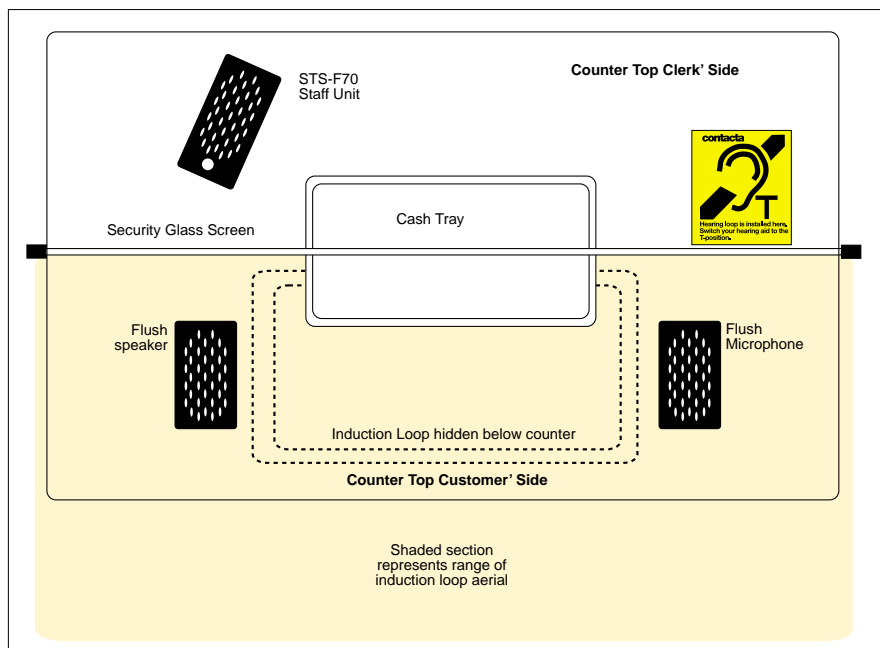 STS-F70
Staff Unit
Counter Top Clerk' Side
contacta
T
Hearing loop is installed here.
Switch your hearing aid to the
T-position.
Cash Tray
Security Glass Screen
Flush
speaker
Flush
Microphone
Induction Loop hidden below counter
Counter Top Customer' Side
Shaded section
represents range of
induction loop aerial